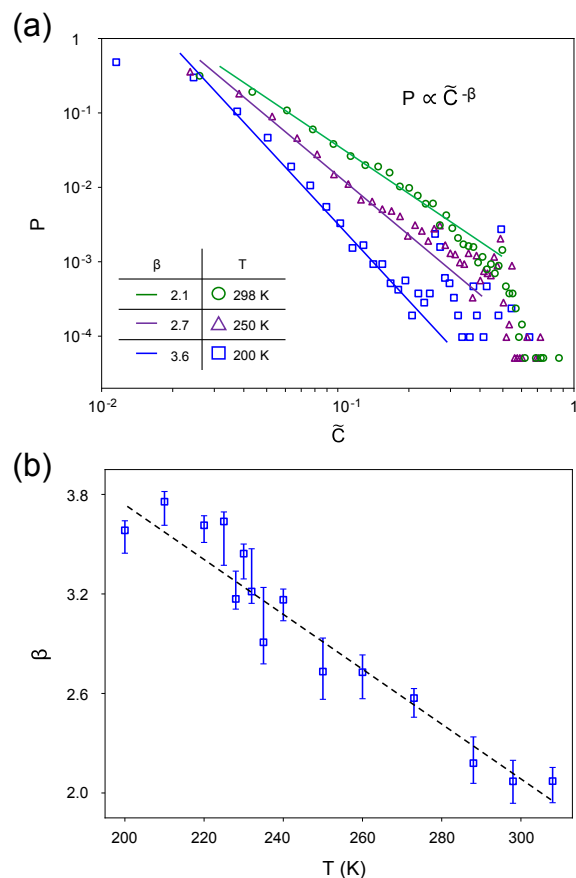 (a)
1
10⁻¹
10⁻²
10⁻³
10⁻⁴
P
P ∝ C̃⁻ᵝ
β T
2.1 298 K
2.7 250 K
3.6 200 K
10⁻² 10⁻¹ 1
C̃
(b)
3.8
3.2
2.6
2.0
β
200 220 240 260 280 300
T (K)